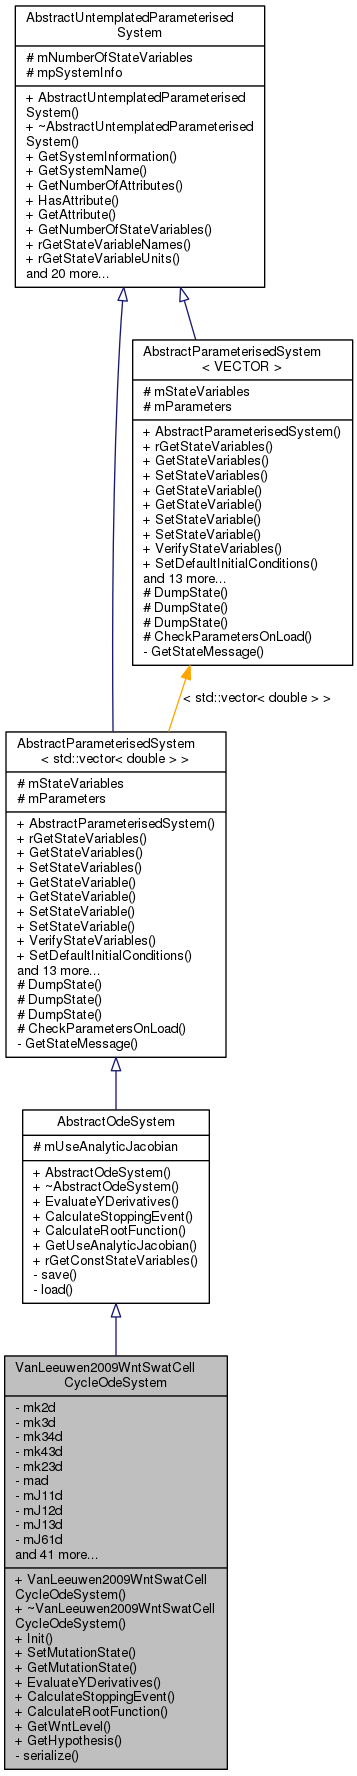 AbstractUntemplatedParameterised
System
# mNumberOfStateVariables
# mpSystemInfo
+ AbstractUntemplatedParameterised
System()
+ ~AbstractUntemplatedParameterised
System()
+ GetSystemInformation()
+ GetSystemName()
+ GetNumberOfAttributes()
+ HasAttribute()
+ GetAttribute()
+ GetNumberOfStateVariables()
+ rGetStateVariableNames()
+ rGetStateVariableUnits()
and 20 more...
AbstractParameterisedSystem
< VECTOR >
# mStateVariables
# mParameters
+ AbstractParameterisedSystem()
+ rGetStateVariables()
+ GetStateVariables()
+ SetStateVariables()
+ GetStateVariable()
+ GetStateVariable()
+ SetStateVariable()
+ SetStateVariable()
+ VerifyStateVariables()
+ SetDefaultInitialConditions()
and 13 more...
# DumpState()
# DumpState()
# DumpState()
# CheckParametersOnLoad()
- GetStateMessage()
< std::vector< double > >
AbstractParameterisedSystem
< std::vector< double > >
# mStateVariables
# mParameters
+ AbstractParameterisedSystem()
+ rGetStateVariables()
+ GetStateVariables()
+ SetStateVariables()
+ GetStateVariable()
+ GetStateVariable()
+ SetStateVariable()
+ SetStateVariable()
+ VerifyStateVariables()
+ SetDefaultInitialConditions()
and 13 more...
# DumpState()
# DumpState()
# DumpState()
# CheckParametersOnLoad()
- GetStateMessage()
AbstractOdeSystem
# mUseAnalyticJacobian
+ AbstractOdeSystem()
+ ~AbstractOdeSystem()
+ EvaluateYDerivatives()
+ CalculateStoppingEvent()
+ CalculateRootFunction()
+ GetUseAnalyticJacobian()
+ rGetConstStateVariables()
- save()
- load()
VanLeeuwen2009WntSwatCell
CycleOdeSystem
- mk2d
- mk3d
- mk34d
- mk43d
- mk23d
- mad
- mJ11d
- mJ12d
- mJ13d
- mJ61d
and 41 more...
+ VanLeeuwen2009WntSwatCell
CycleOdeSystem()
+ ~VanLeeuwen2009WntSwatCell
CycleOdeSystem()
+ Init()
+ SetMutationState()
+ GetMutationState()
+ EvaluateYDerivatives()
+ CalculateStoppingEvent()
+ CalculateRootFunction()
+ GetWntLevel()
+ GetHypothesis()
- serialize()